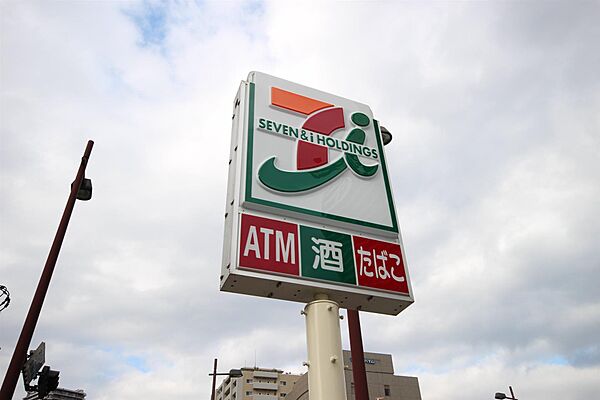 SEVEN&i HOLDINGS
ATM 酒 たばこ